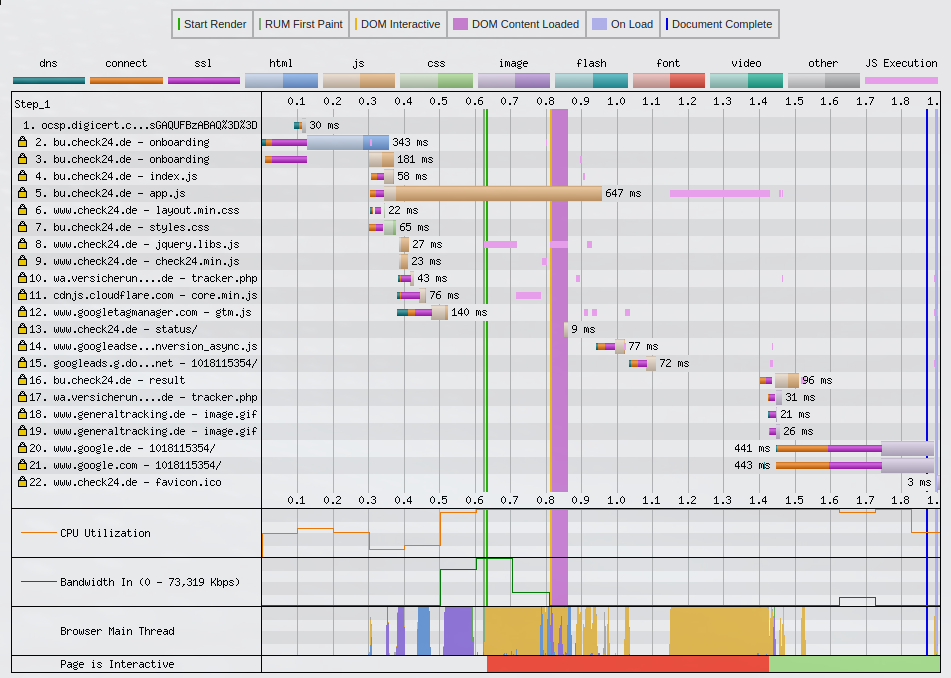 Start Render RUM First Paint DOM Interactive DOM Content Loaded On Load Document Complete
dns connect ssl html js css image flash font video other JS Execution
Step_1 0.1 0.2 0.3 0.4 0.5 0.6 0.7 0.8 0.9 1.0 1.1 1.2 1.3 1.4 1.5 1.6 1.7 1.8 1.
1. ocsp.digicert.c...sGAQUFBzABAQ%3D%3D 30 ms
2. bu.check24.de - onboarding 343 ms
3. bu.check24.de - onboarding 181 ms
4. bu.check24.de - index.js 58 ms
5. bu.check24.de - app.js 647 ms
6. www.check24.de - layout.min.css 22 ms
7. bu.check24.de - styles.css 65 ms
8. www.check24.de - jquery.libs.js 27 ms
9. www.check24.de - check24.min.js 23 ms
10. wa.versicherun....de - tracker.php 43 ms
11. cdnjs.cloudflare.com - core.min.js 76 ms
12. www.googletagmanager.com - gtm.js 140 ms
13. www.check24.de - status/ 9 ms
14. www.googleadse...nversion_async.js 77 ms
15. googleads.g.do...net - 1018115354/ 72 ms
16. bu.check24.de - result 96 ms
17. wa.versicherun....de - tracker.php 31 ms
18. www.generaltracking.de - image.gif 21 ms
19. www.generaltracking.de - image.gif 26 ms
20. www.google.de - 1018115354/ 441 ms
21. www.google.com - 1018115354/ 443 ms
22. www.check24.de - favicon.ico 3 ms
0.1 0.2 0.3 0.4 0.5 0.6 0.7 0.8 0.9 1.0 1.1 1.2 1.3 1.4 1.5 1.6 1.7 1.8 1.
CPU Utilization
Bandwidth In (0 - 73,319 Kbps)
Browser Main Thread
Page is Interactive